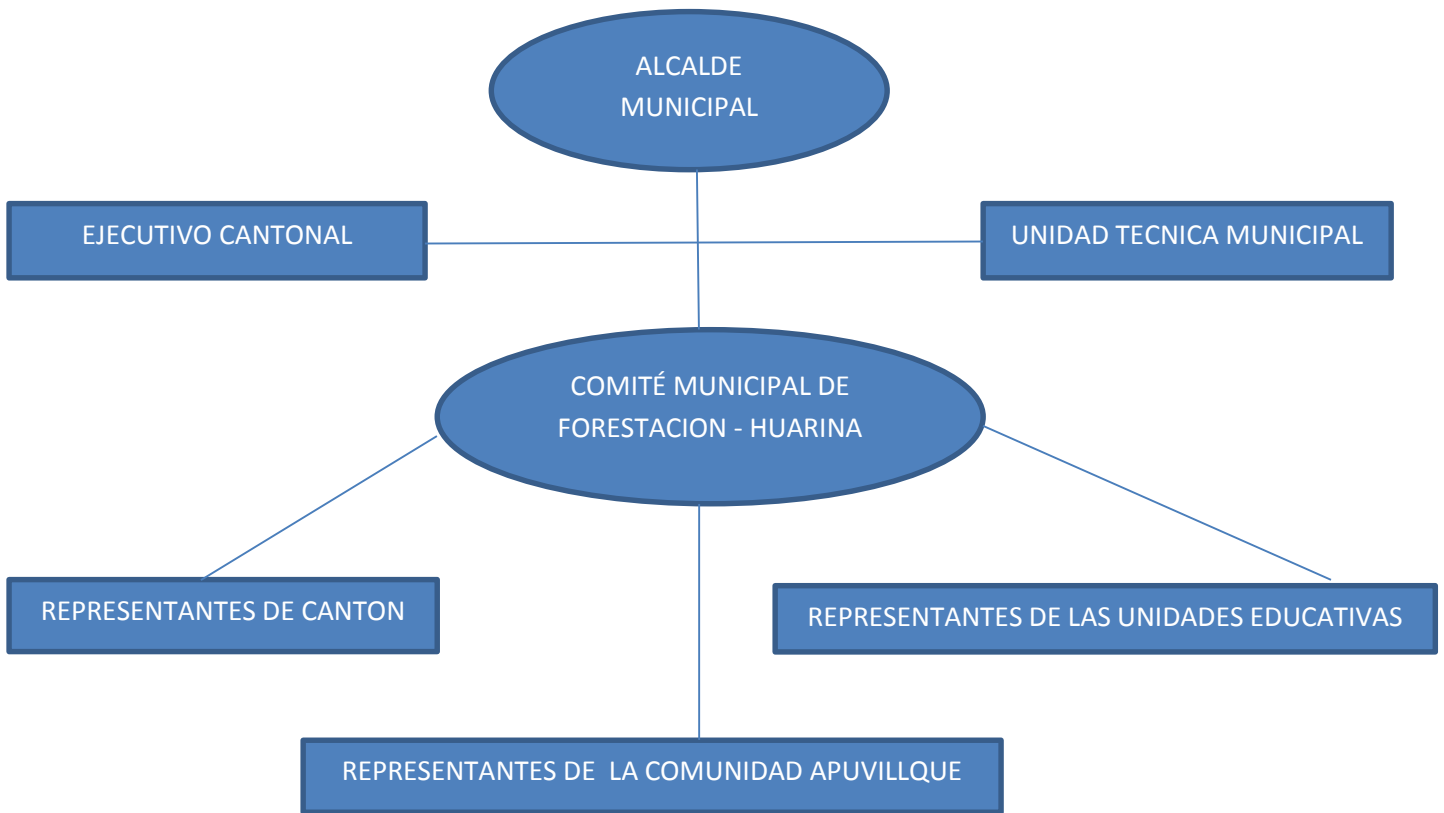 ALCALDE
MUNICIPAL
EJECUTIVO CANTONAL
UNIDAD TECNICA MUNICIPAL
COMITÉ MUNICIPAL DE
FORESTACION - HUARINA
REPRESENTANTES DE CANTON
REPRESENTANTES DE LAS UNIDADES EDUCATIVAS
REPRESENTANTES DE LA COMUNIDAD APUVILLQUE